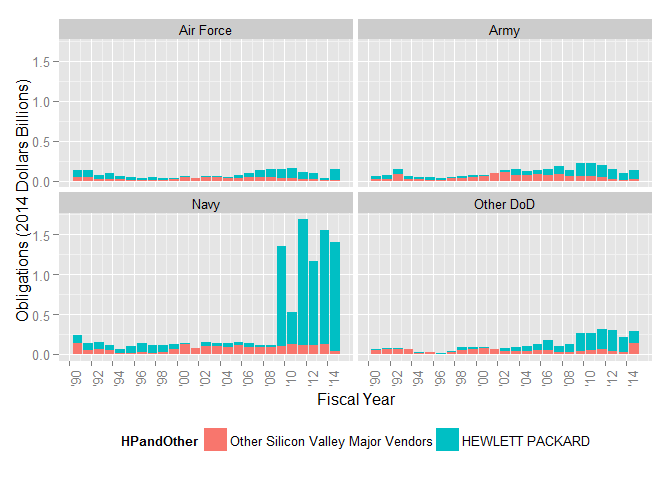 Air Force
Army
Obligations (2014 Dollars Billions)
1.5
1.0
0.5
0.0
Navy
Other DoD
1.5
1.0
0.5
0.0
'90 '92 '94 '96 '98 '00 '02 '04 '06 '08 '10 '12 '14
'90 '92 '94 '96 '98 '00 '02 '04 '06 '08 '10 '12 '14
Fiscal Year
HPandOther
Other Silicon Valley Major Vendors
HEWLETT PACKARD